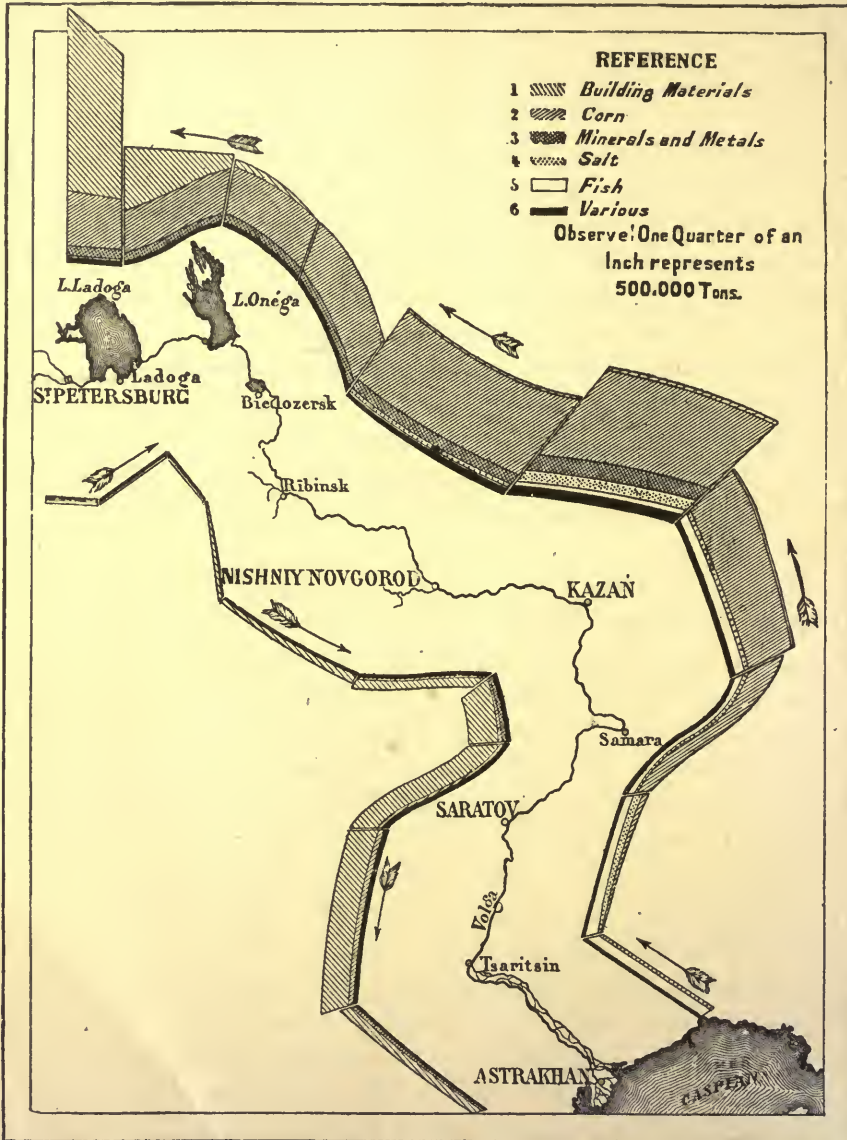 REFERENCE
1 Building Materials
2 Corn
3 Minerals and Metals
4 Salt
5 Fish
6 Various
Observe! One Quarter of an
Inch represents
500.000 Tons.
L. Ladoga
L. Onéga
Ladoga
ST. PETERSBURG
Bielozersk
Ribinsk
NISHNIY NOVGOROD
KAZAN
Samara
SARATOV
Volga
Tsaritsin
ASTRAKHAN
CASPIAN